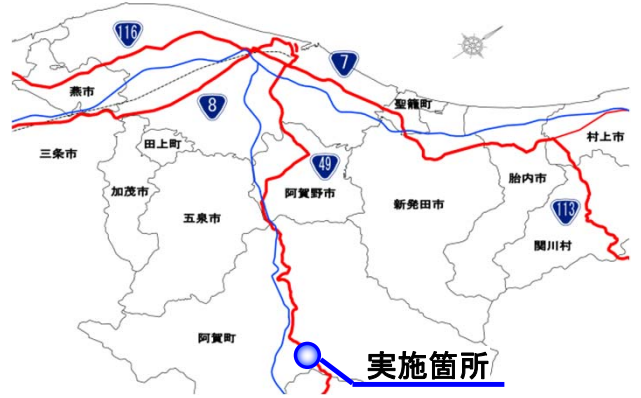 116
7
燕市
8
聖籠町
村上市
三条市
田上町
49
胎内市
加茂市
阿賀野市
新発田市
五泉市
113
関川村
阿賀町
実施箇所